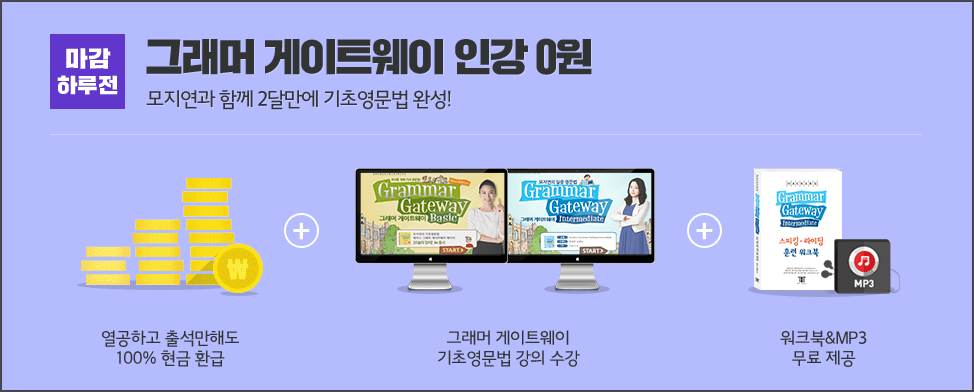 마감
하루전
그래머 게이트웨이 인강 0원
모지연과 함께 2달만에 기초영문법 완성!
Grammar
Gateway
Basic
그래머 게이트웨이
START
Grammar
Gateway
Intermediate
그래머 게이트웨이
START
HACKERS
Grammar
Gateway
Intermediate
스피킹·라이팅
훈련 워크북
MP3
₩
열공하고 출석만해도
100% 현금 환급
그래머 게이트웨이
기초영문법 강의 수강
워크북&MP3
무료 제공